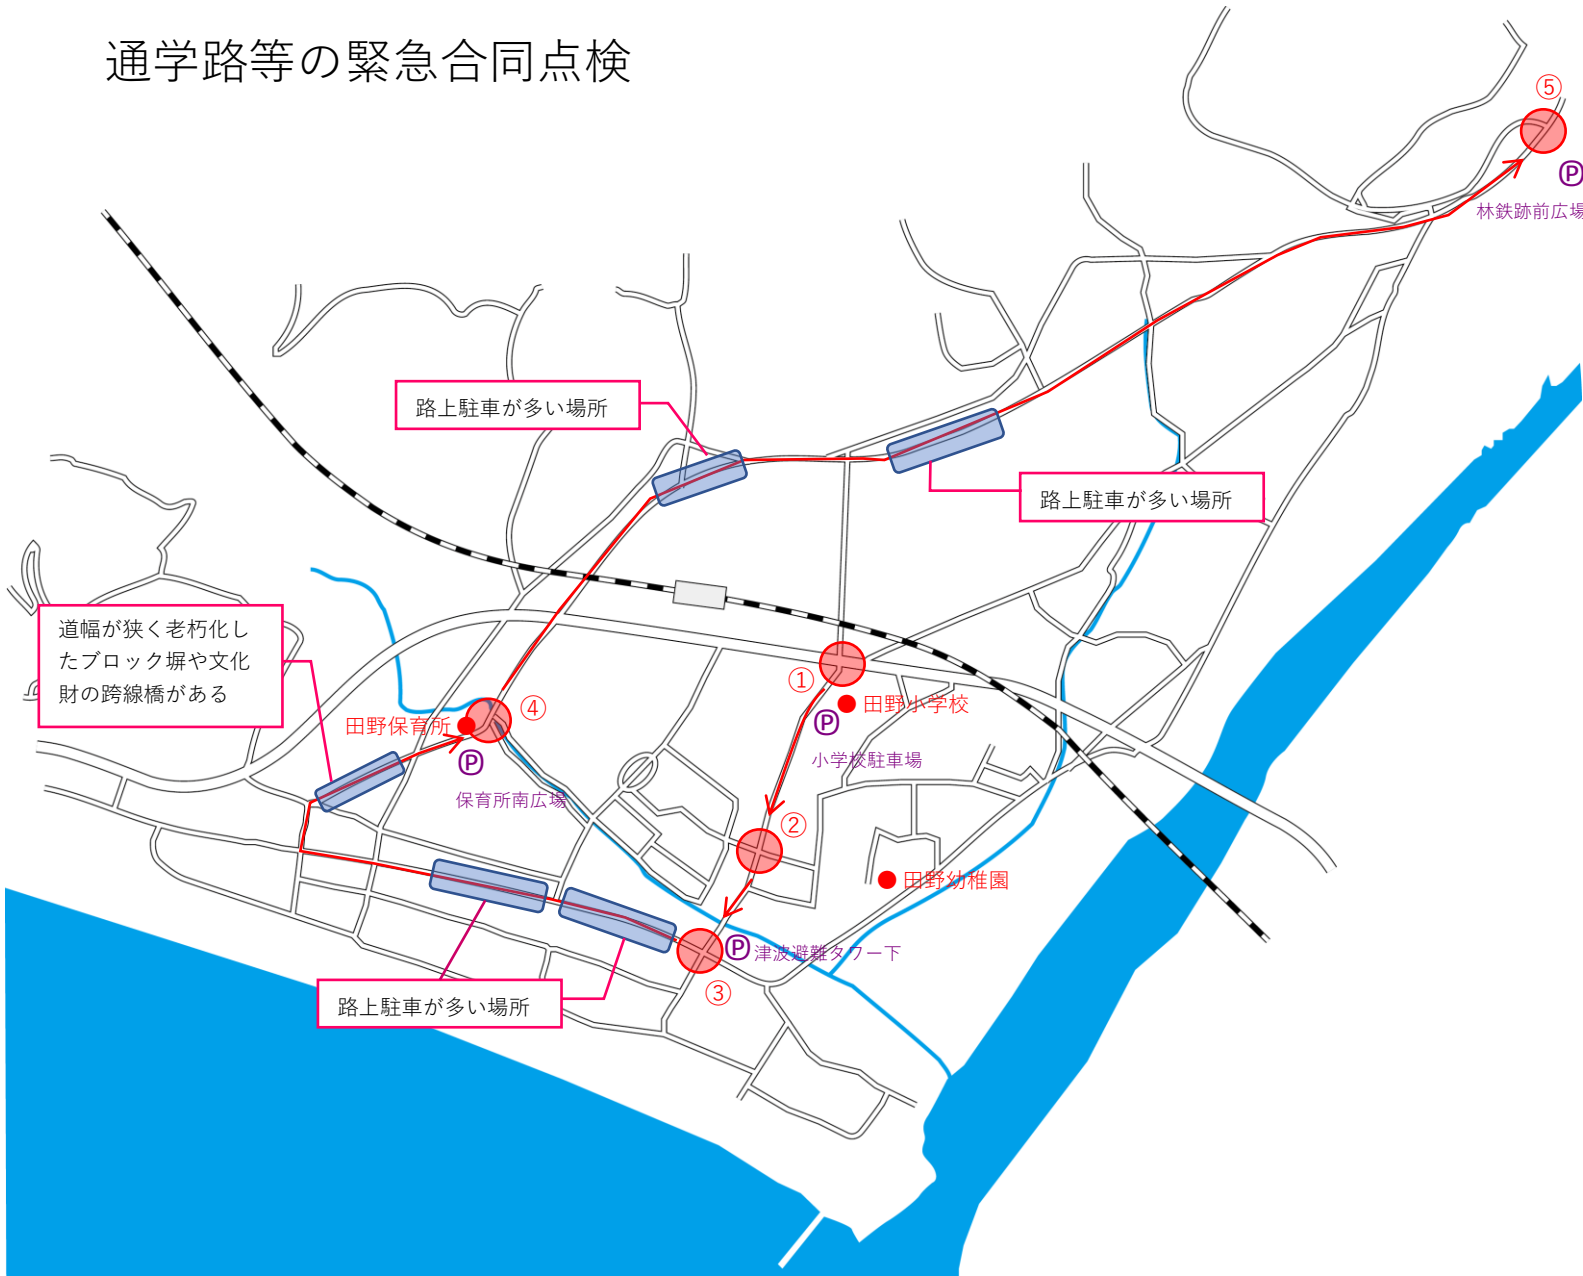 通学路等の緊急合同点検
⑤
Ⓟ
林鉄跡前広場
路上駐車が多い場所
路上駐車が多い場所
道幅が狭く老朽化し
たブロック塀や文化
財の跨線橋がある
①
田野小学校
Ⓟ
小学校駐車場
④
田野保育所
Ⓟ
保育所南広場
②
田野幼稚園
Ⓟ
津波避難タワー下
③
路上駐車が多い場所